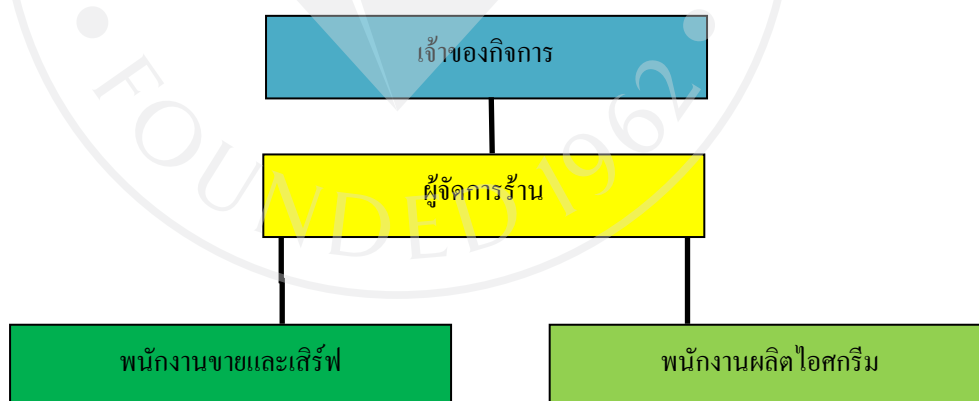 เจ้าของกิจการ
ผู้จัดการร้าน
พนักงานขายและเสิร์ฟ
พนักงานผลิตไอศกรีม
FOUNDED 1962